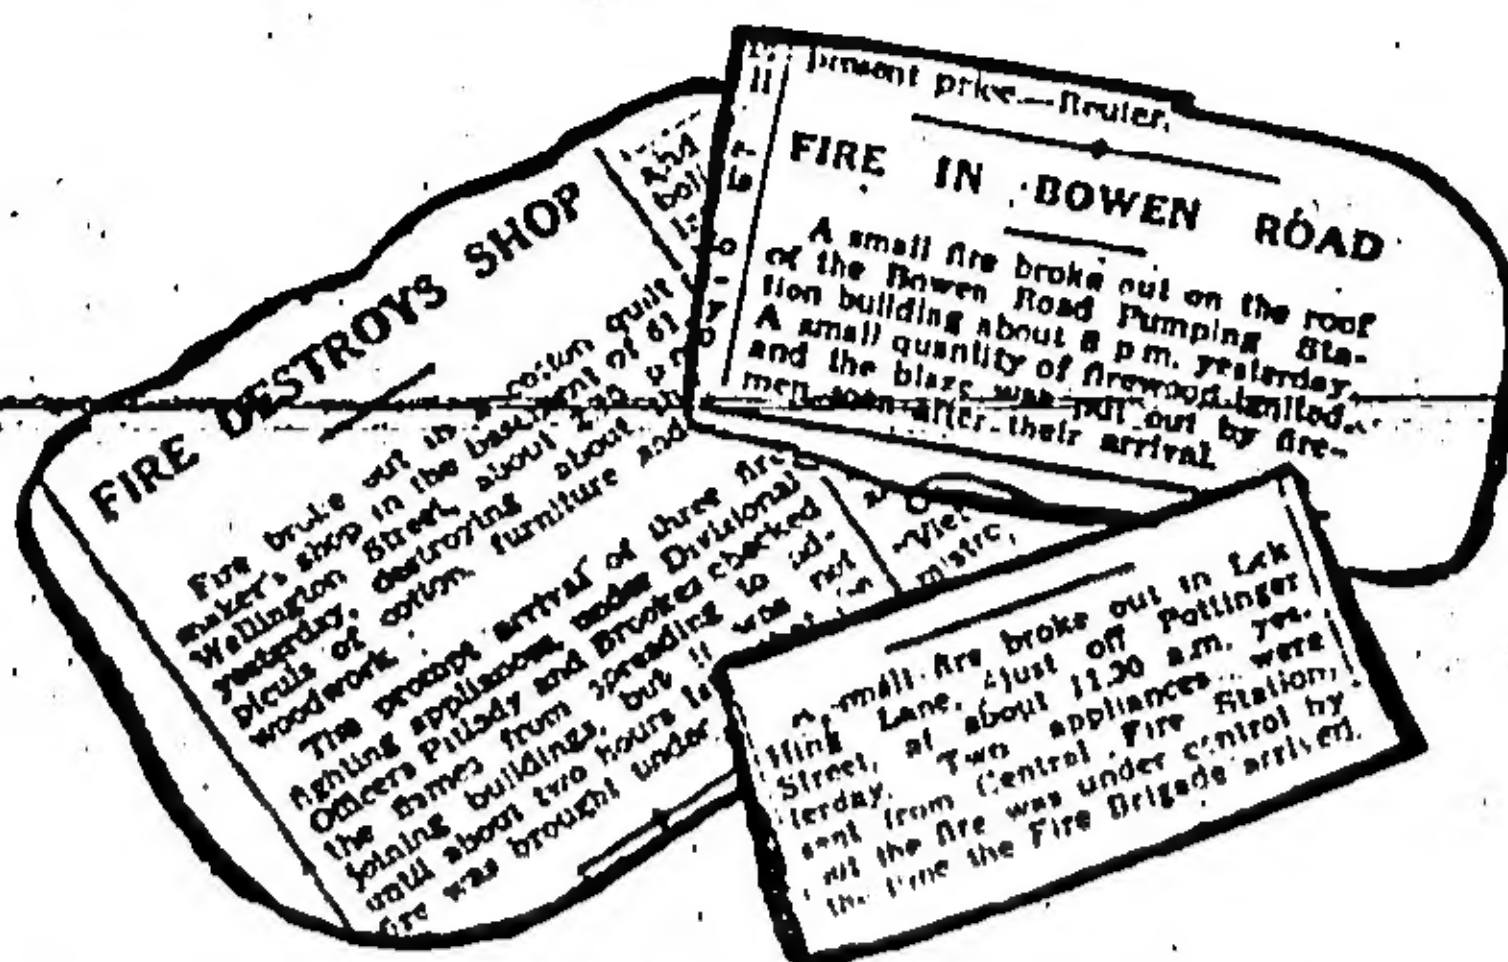 FIRE DESTROYS SHOP
Fire broke out in a cotton quilt
maker's shop in the basement of 61
Wellington Street, about
yesterday, destroying about
piculs of cotton, furniture and
woodwork.
The prompt arrival of three fire
fighting appliances, under Divisional
Officers and Brookes checked
the flames from spreading to ad-
joining buildings, but it was not
until about two hours
fire was brought under
present price.—Reuter.
FIRE IN BOWEN ROAD
A small fire broke out on the roof
of the Bowen Road Pumping Sta-
tion building about 8 p.m. yesterday.
A small quantity of firewood ignited
and the blaze was put out by fire-
men soon after their arrival.
small fire broke out in
Hing Lane, just off Pottinger
Street, at about 11.30 a.m. yes-
terday. Two appliances were
sent from Central Fire Station,
but the fire was under control by
the time the Fire Brigade arrived.